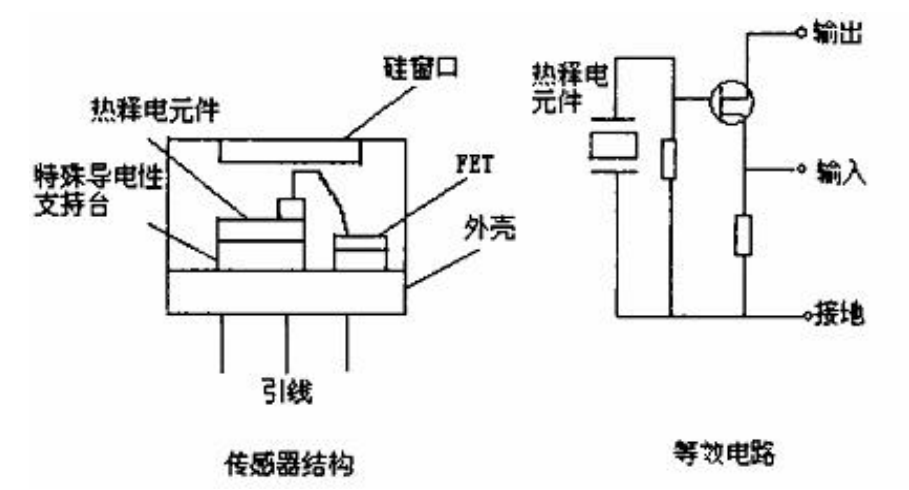 硅窗口
热释电元件
特殊导电性
支持台
FET
外壳
引线
传感器结构
热释电
元件
输出
输入
接地
等效电路